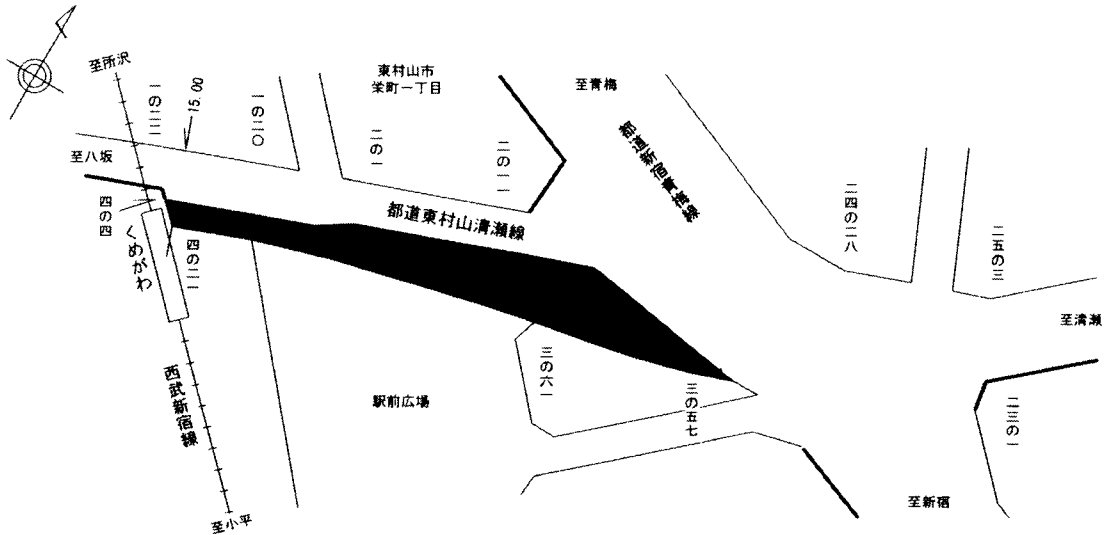 至所沢
一の二二
15.00
一の二〇
東村山市
栄町一丁目
二の一
二の一一
至青梅
都道新宿青梅線
至八坂
四の四
くめがわ
四の二一
都道東村山清瀬線
二四の二八
二五の三
至清瀬
西武新宿線
駅前広場
三の六一
三の五七
二三の一
至新宿
至小平